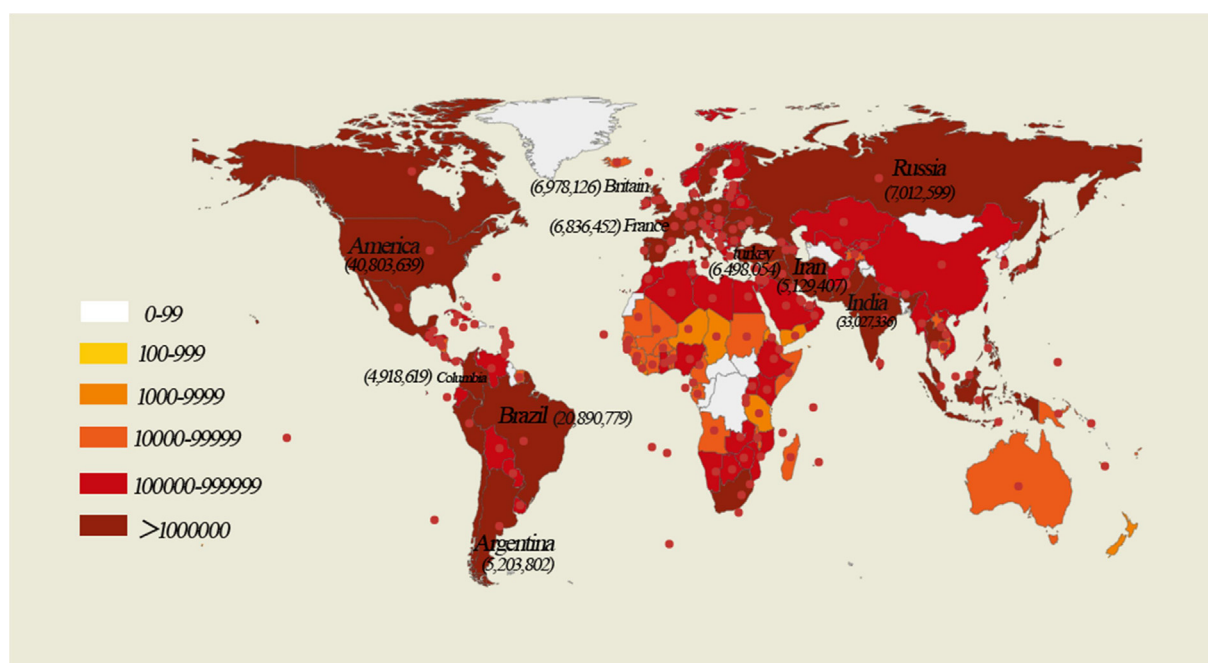 Russia
(7,012,599)
(6,978,126) Britain
(6,836,452) France
America
(40,803,639)
turkey
(6,498,054)
Iran
(5,129,407)
India
(33,027,336)
(4,918,619) Columbia
Brazil (20,890,779)
Argentina
(5,203,802)
0-99
100-999
1000-9999
10000-99999
100000-999999
>1000000